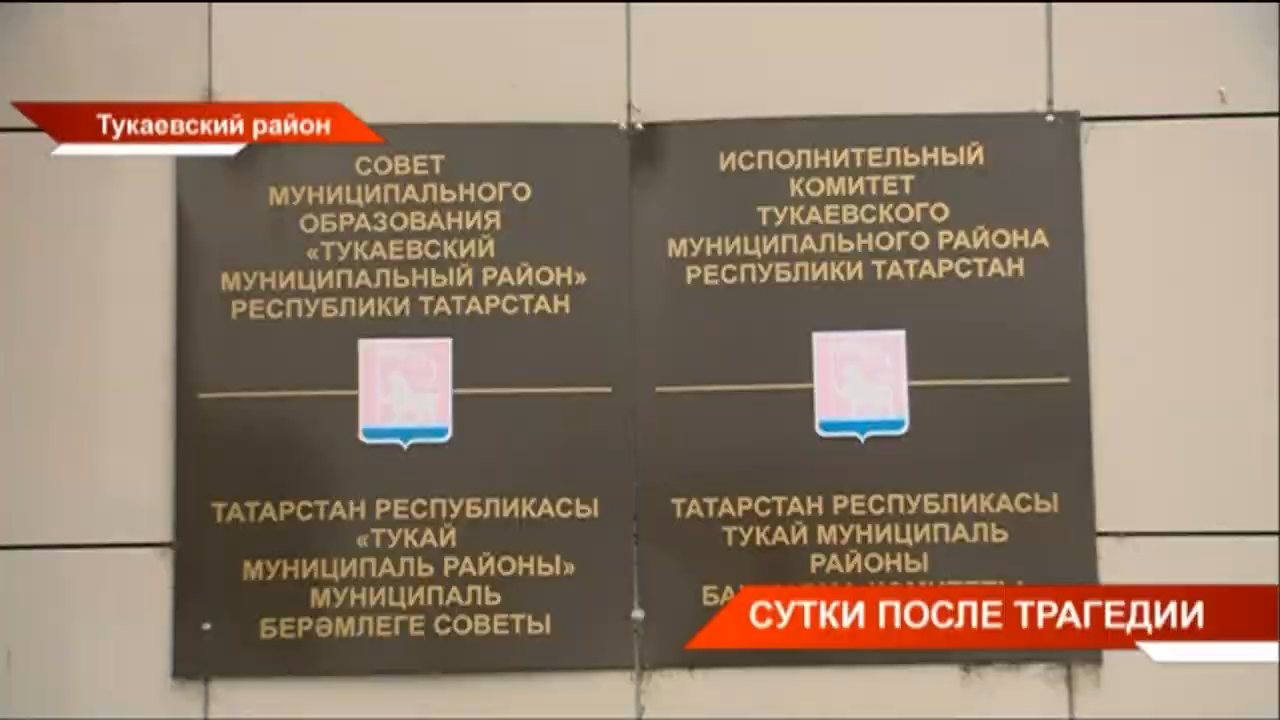 Тукаевский район
СОВЕТ
МУНИЦИПАЛЬНОГО
ОБРАЗОВАНИЯ
«ТУКАЕВСКИЙ
МУНИЦИПАЛЬНЫЙ РАЙОН»
РЕСПУБЛИКИ ТАТАРСТАН
ТАТАРСТАН РЕСПУБЛИКАСЫ
«ТУКАЙ
МУНИЦИПАЛЬ РАЙОНЫ»
МУНИЦИПАЛЬ
БЕРӘМЛЕГЕ СОВЕТЫ
ИСПОЛНИТЕЛЬНЫЙ
КОМИТЕТ
ТУКАЕВСКОГО
МУНИЦИПАЛЬНОГО РАЙОНА
РЕСПУБЛИКИ ТАТАРСТАН
ТАТАРСТАН РЕСПУБЛИКАСЫ
ТУКАЙ МУНИЦИПАЛЬ
РАЙОНЫ
СУТКИ ПОСЛЕ ТРАГЕДИИ